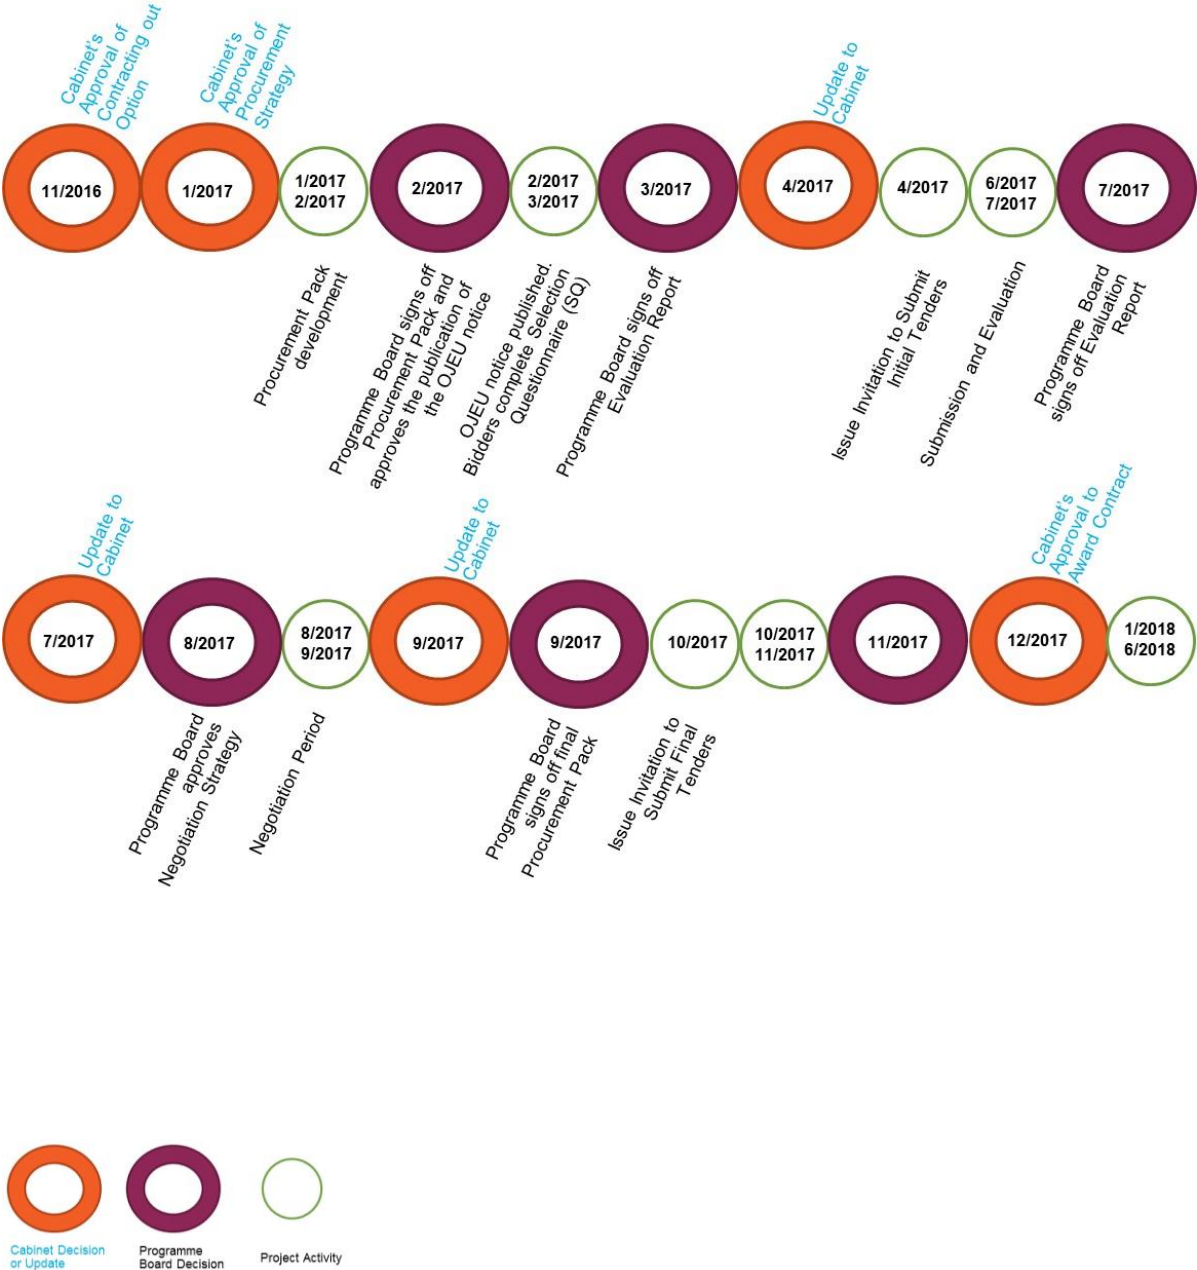 Cabinet's
Approval of
Contracting out
Option
Cabinet's
Approval of
Procurement
Strategy
Update to
Cabinet
11/2016
1/2017
1/2017
2/2017
2/2017
2/2017
3/2017
3/2017
4/2017
4/2017
6/2017
7/2017
7/2017
Procurement Pack
development
Programme Board signs off
Procurement Pack and
approves the publication of
the OJEU notice
OJEU notice published.
Bidders complete Selection
Questionnaire (SQ)
Programme Board signs off
Evaluation Report
Issue Invitation to Submit
Initial Tenders
Submission and Evaluation
Programme Board
signs off Evaluation
Report
Update to
Cabinet
Update to
Cabinet
Cabinet's
Approval to
Award Contract
7/2017
8/2017
8/2017
9/2017
9/2017
9/2017
10/2017
10/2017
11/2017
11/2017
12/2017
1/2018
6/2018
Programme Board
approves
Negotiation Strategy
Negotiation Period
Programme Board
signs off final
Procurement Pack
Issue Invitation to
Submit Final
Tenders
Cabinet Decision
or Update
Programme
Board Decision
Project Activity